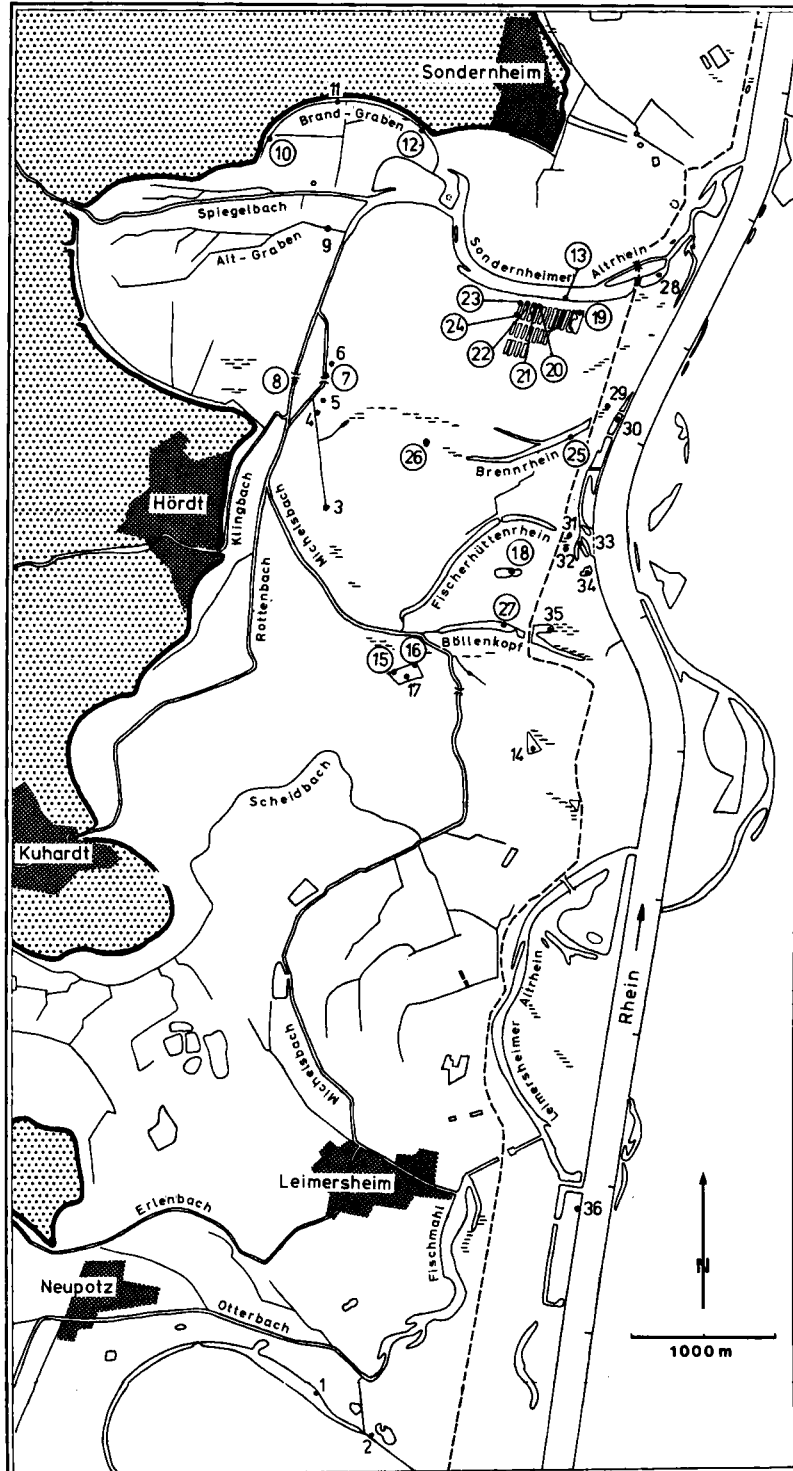 Sondernheim
11
Brand-Graben
12
10
Spiegelbach
Alt-Graben
9
Sondernheimer Altrhein
13
28
23
19
24
22
20
21
6
8
7
5
4
29
30
26
25
Brennrhein
Hördt
Klingbach
3
Michelsbach
Rottenbach
Fischerhüttenrhein
31
33
32
18
34
27
35
Böllenkopf
15
16
17
14
Scheidbach
Kuhardt
Rhein
Leimersheimer Altrhein
Michelsbach
Leimersheim
Erlenbach
Fischmahl
36
N
Neupotz
Otterbach
1000 m
1
2